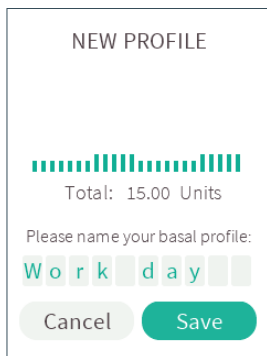 NEW PROFILE
Total: 15.00 Units
Please name your basal profile:
Work day
Cancel Save